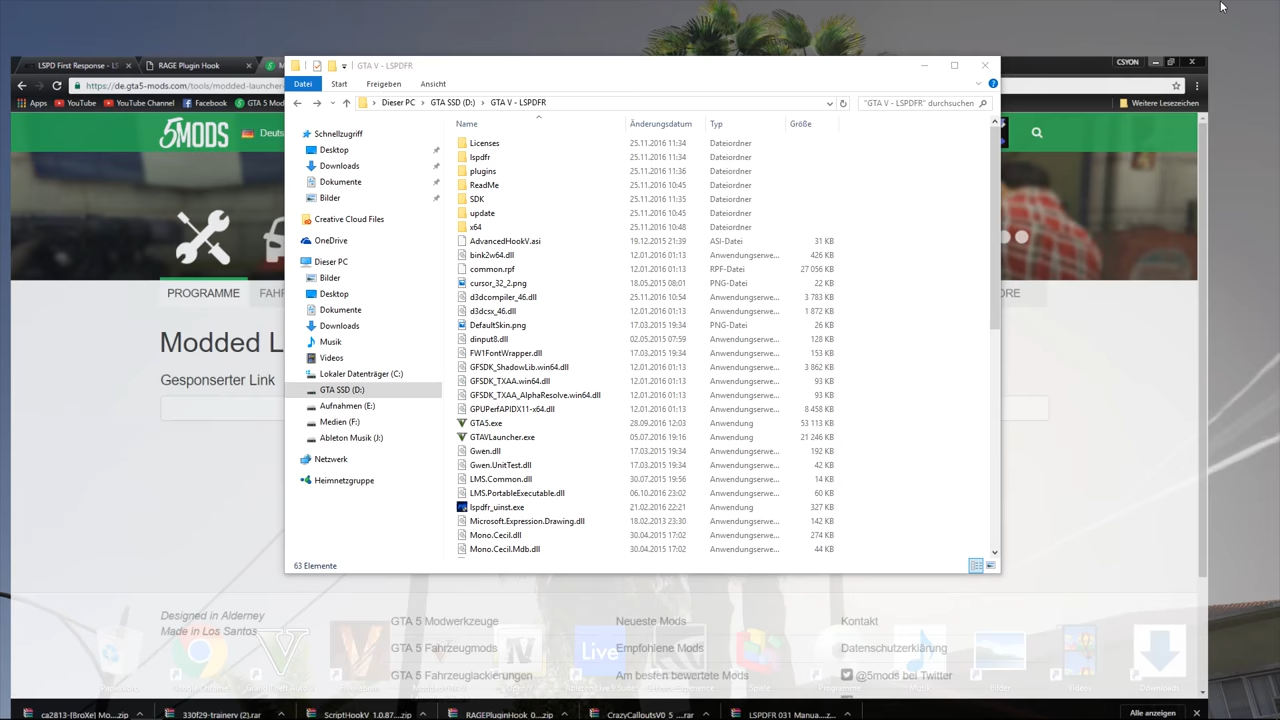 LSPD First Response - LS
RAGE Plugin Hook
CSYON
https://de.gta5-mods.com/tools/modded-launcher
Apps
YouTube
YouTube Channel
Facebook
GTA 5 Mod
Weitere Lesezeichen
5MODS
Deuts
PROGRAMME
FAH
ORE
Modded L
Gesponserter Link
GTA V - LSPDFR
Datei
Start
Freigeben
Ansicht
Dieser PC
GTA SSD (D:)
GTA V - LSPDFR
"GTA V - LSPDFR" durchsuchen
Schnellzugriff
Desktop
Downloads
Dokumente
Bilder
Creative Cloud Files
OneDrive
Dieser PC
Bilder
Desktop
Dokumente
Downloads
Musik
Videos
Lokaler Datenträger (C:)
GTA SSD (D:)
Aufnahmen (E:)
Medien (F:)
Ableton Musik (J:)
Netzwerk
Heimnetzgruppe
Name Änderungsdatum Typ Größe
Licenses 25.11.2016 11:34 Dateiordner
lspdfr 25.11.2016 11:34 Dateiordner
plugins 25.11.2016 11:36 Dateiordner
ReadMe 25.11.2016 10:45 Dateiordner
SDK 25.11.2016 11:35 Dateiordner
update 25.11.2016 10:45 Dateiordner
x64 25.11.2016 10:48 Dateiordner
AdvancedHookV.asi 19.12.2015 21:39 ASI-Datei 31 KB
bink2w64.dll 12.01.2016 01:13 Anwendungserwe... 426 KB
common.rpf 12.01.2016 01:13 RPF-Datei 27 056 KB
cursor_32_2.png 18.05.2015 08:01 PNG-Datei 22 KB
d3dcompiler_46.dll 25.11.2016 10:54 Anwendungserwe... 3 783 KB
d3dcsx_46.dll 12.01.2016 01:13 Anwendungserwe... 1 872 KB
DefaultSkin.png 17.03.2015 19:34 PNG-Datei 26 KB
dinput8.dll 02.05.2015 07:59 Anwendungserwe... 128 KB
FW1FontWrapper.dll 17.03.2015 19:34 Anwendungserwe... 153 KB
GFSDK_ShadowLib.win64.dll 12.01.2016 01:13 Anwendungserwe... 3 862 KB
GFSDK_TXAA.win64.dll 12.01.2016 01:13 Anwendungserwe... 93 KB
GFSDK_TXAA_AlphaResolve.win64.dll 12.01.2016 01:13 Anwendungserwe... 93 KB
GPUPerfAPIDX11-x64.dll 12.01.2016 01:13 Anwendungserwe... 8 458 KB
GTA5.exe 28.09.2016 12:03 Anwendung 53 113 KB
GTAVLauncher.exe 05.07.2016 19:16 Anwendung 21 246 KB
Gwen.dll 17.03.2015 19:34 Anwendungserwe... 192 KB
Gwen.UnitTest.dll 17.03.2015 19:34 Anwendungserwe... 42 KB
LMS.Common.dll 30.07.2015 19:56 Anwendungserwe... 14 KB
LMS.PortableExecutable.dll 06.10.2016 23:02 Anwendungserwe... 60 KB
lspdfr_uinst.exe 21.02.2016 22:21 Anwendung 327 KB
Microsoft.Expression.Drawing.dll 18.02.2013 23:30 Anwendungserwe... 142 KB
Mono.Cecil.dll 30.04.2015 17:02 Anwendungserwe... 274 KB
Mono.Cecil.Mdb.dll 30.04.2015 17:02 Anwendungserwe... 44 KB
63 Elemente
Designed in Alderney
Made in Los Santos
GTA 5 Modwerkzeuge
GTA 5 Fahrzeugmods
GTA 5 Fahrzeuglackierungen
Neueste Mods
Empfohlene Mods
Am besten bewertete Mods
Kontakt
Datenschutzerklärung
@5mods bei Twitter
Live
ca2813-[8roXe] Mo....zip
330f29-trainerv (2).rar
ScriptHookV_1.0.87....zip
RAGEPluginHook_0....zip
CrazyCalloutsV0_5....rar
LSPDFR 031 Manual....zip
Alle anzeigen